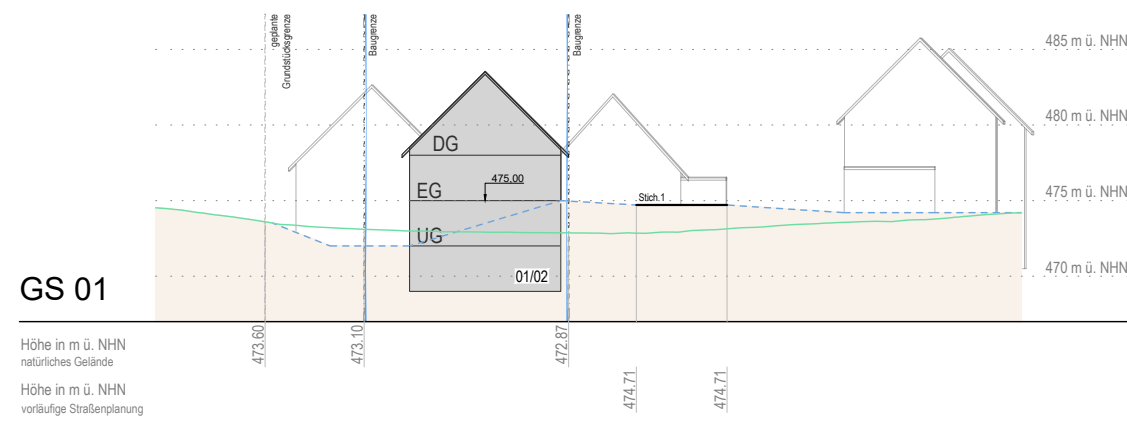 geplante
Grundstücksgrenze
Baugrenze
Baugrenze
485 m ü. NHN
480 m ü. NHN
475 m ü. NHN
470 m ü. NHN
DG
EG
475.00
UG
01/02
Stich.1
GS 01
Höhe in m ü. NHN
natürliches Gelände
473.60
473.10
472.87
Höhe in m ü. NHN
vorläufige Straßenplanung
474.71
474.71